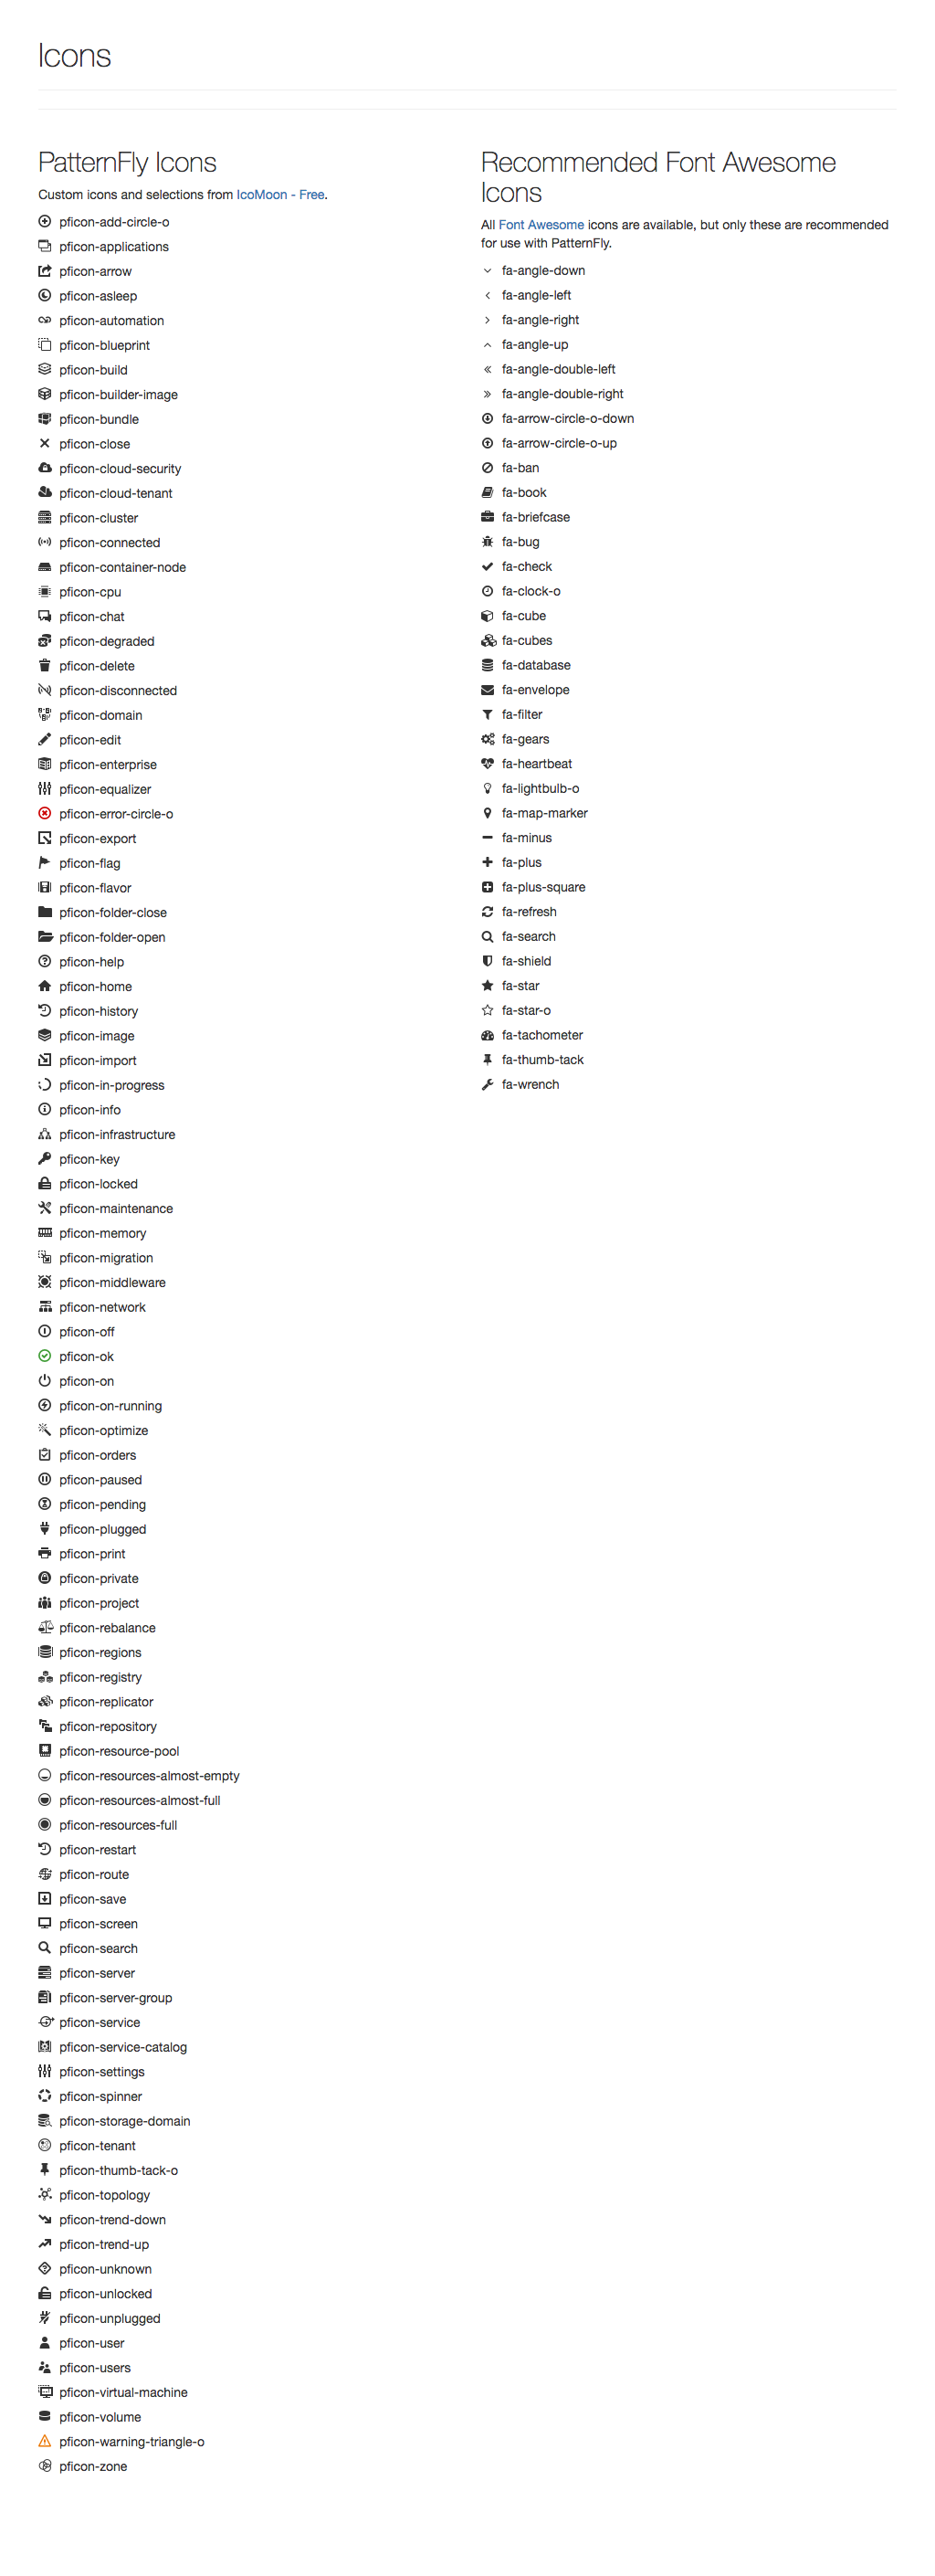 Icons
PatternFly Icons
Custom icons and selections from IcoMoon - Free.
pficon-add-circle-o
pficon-applications
pficon-arrow
pficon-asleep
pficon-automation
pficon-blueprint
pficon-build
pficon-builder-image
pficon-bundle
pficon-close
pficon-cloud-security
pficon-cloud-tenant
pficon-cluster
pficon-connected
pficon-container-node
pficon-cpu
pficon-chat
pficon-degraded
pficon-delete
pficon-disconnected
pficon-domain
pficon-edit
pficon-enterprise
pficon-equalizer
pficon-error-circle-o
pficon-export
pficon-flag
pficon-flavor
pficon-folder-close
pficon-folder-open
pficon-help
pficon-home
pficon-history
pficon-image
pficon-import
pficon-in-progress
pficon-info
pficon-infrastructure
pficon-key
pficon-locked
pficon-maintenance
pficon-memory
pficon-migration
pficon-middleware
pficon-network
pficon-off
pficon-ok
pficon-on
pficon-on-running
pficon-optimize
pficon-orders
pficon-paused
pficon-pending
pficon-plugged
pficon-print
pficon-private
pficon-project
pficon-rebalance
pficon-regions
pficon-registry
pficon-replicator
pficon-repository
pficon-resource-pool
pficon-resources-almost-empty
pficon-resources-almost-full
pficon-resources-full
pficon-restart
pficon-route
pficon-save
pficon-screen
pficon-search
pficon-server
pficon-server-group
pficon-service
pficon-service-catalog
pficon-settings
pficon-spinner
pficon-storage-domain
pficon-tenant
pficon-thumb-tack-o
pficon-topology
pficon-trend-down
pficon-trend-up
pficon-unknown
pficon-unlocked
pficon-unplugged
pficon-user
pficon-users
pficon-virtual-machine
pficon-volume
pficon-warning-triangle-o
pficon-zone
Recommended Font Awesome
Icons
All Font Awesome icons are available, but only these are recommended
for use with PatternFly.
fa-angle-down
fa-angle-left
fa-angle-right
fa-angle-up
fa-angle-double-left
fa-angle-double-right
fa-arrow-circle-o-down
fa-arrow-circle-o-up
fa-ban
fa-book
fa-briefcase
fa-bug
fa-check
fa-clock-o
fa-cube
fa-cubes
fa-database
fa-envelope
fa-filter
fa-gears
fa-heartbeat
fa-lightbulb-o
fa-map-marker
fa-minus
fa-plus
fa-plus-square
fa-refresh
fa-search
fa-shield
fa-star
fa-star-o
fa-tachometer
fa-thumb-tack
fa-wrench